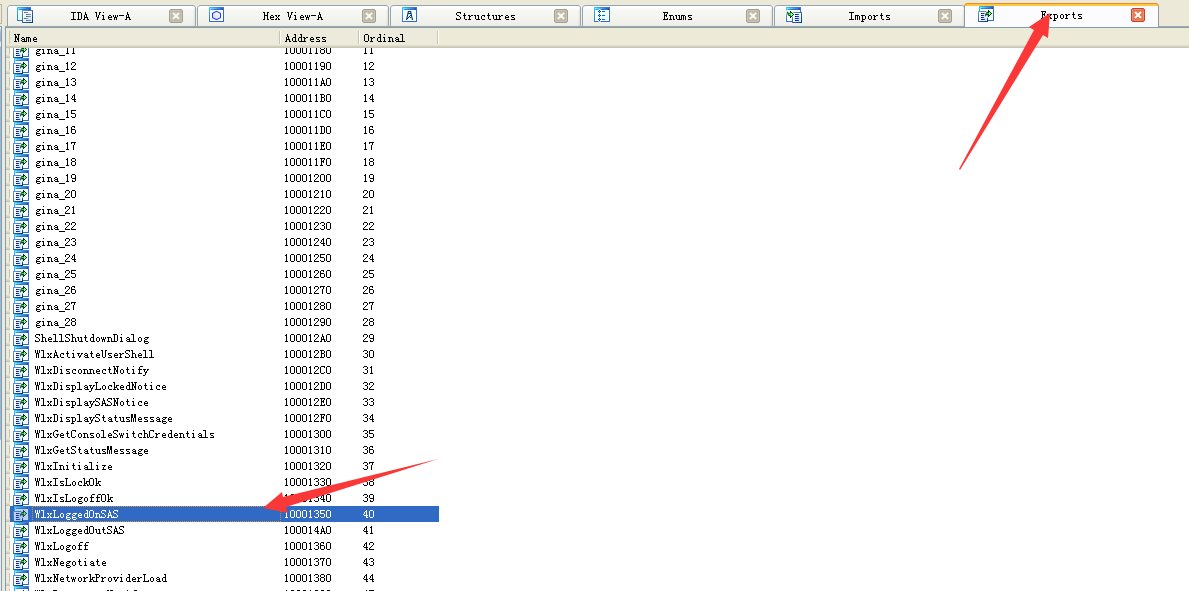 IDA View-A Hex View-A Structures Enums Imports Exports
Name Address Ordinal
gina_11 10001180 11
gina_12 10001190 12
gina_13 100011A0 13
gina_14 100011B0 14
gina_15 100011C0 15
gina_16 100011D0 16
gina_17 100011E0 17
gina_18 100011F0 18
gina_19 10001200 19
gina_20 10001210 20
gina_21 10001220 21
gina_22 10001230 22
gina_23 10001240 23
gina_24 10001250 24
gina_25 10001260 25
gina_26 10001270 26
gina_27 10001280 27
gina_28 10001290 28
ShellShutdownDialog 100012A0 29
WlxActivateUserShell 100012B0 30
WlxDisconnectNotify 100012C0 31
WlxDisplayLockedNotice 100012D0 32
WlxDisplaySASNotice 100012E0 33
WlxDisplayStatusMessage 100012F0 34
WlxGetConsoleSwitchCredentials 10001300 35
WlxGetStatusMessage 10001310 36
WlxInitialize 10001320 37
WlxIsLockOk 10001330 38
WlxIsLogoffOk 10001340 39
WlxLoggedOnSAS 10001350 40
WlxLoggedOutSAS 100014A0 41
WlxLogoff 10001360 42
WlxNegotiate 10001370 43
WlxNetworkProviderLoad 10001380 44